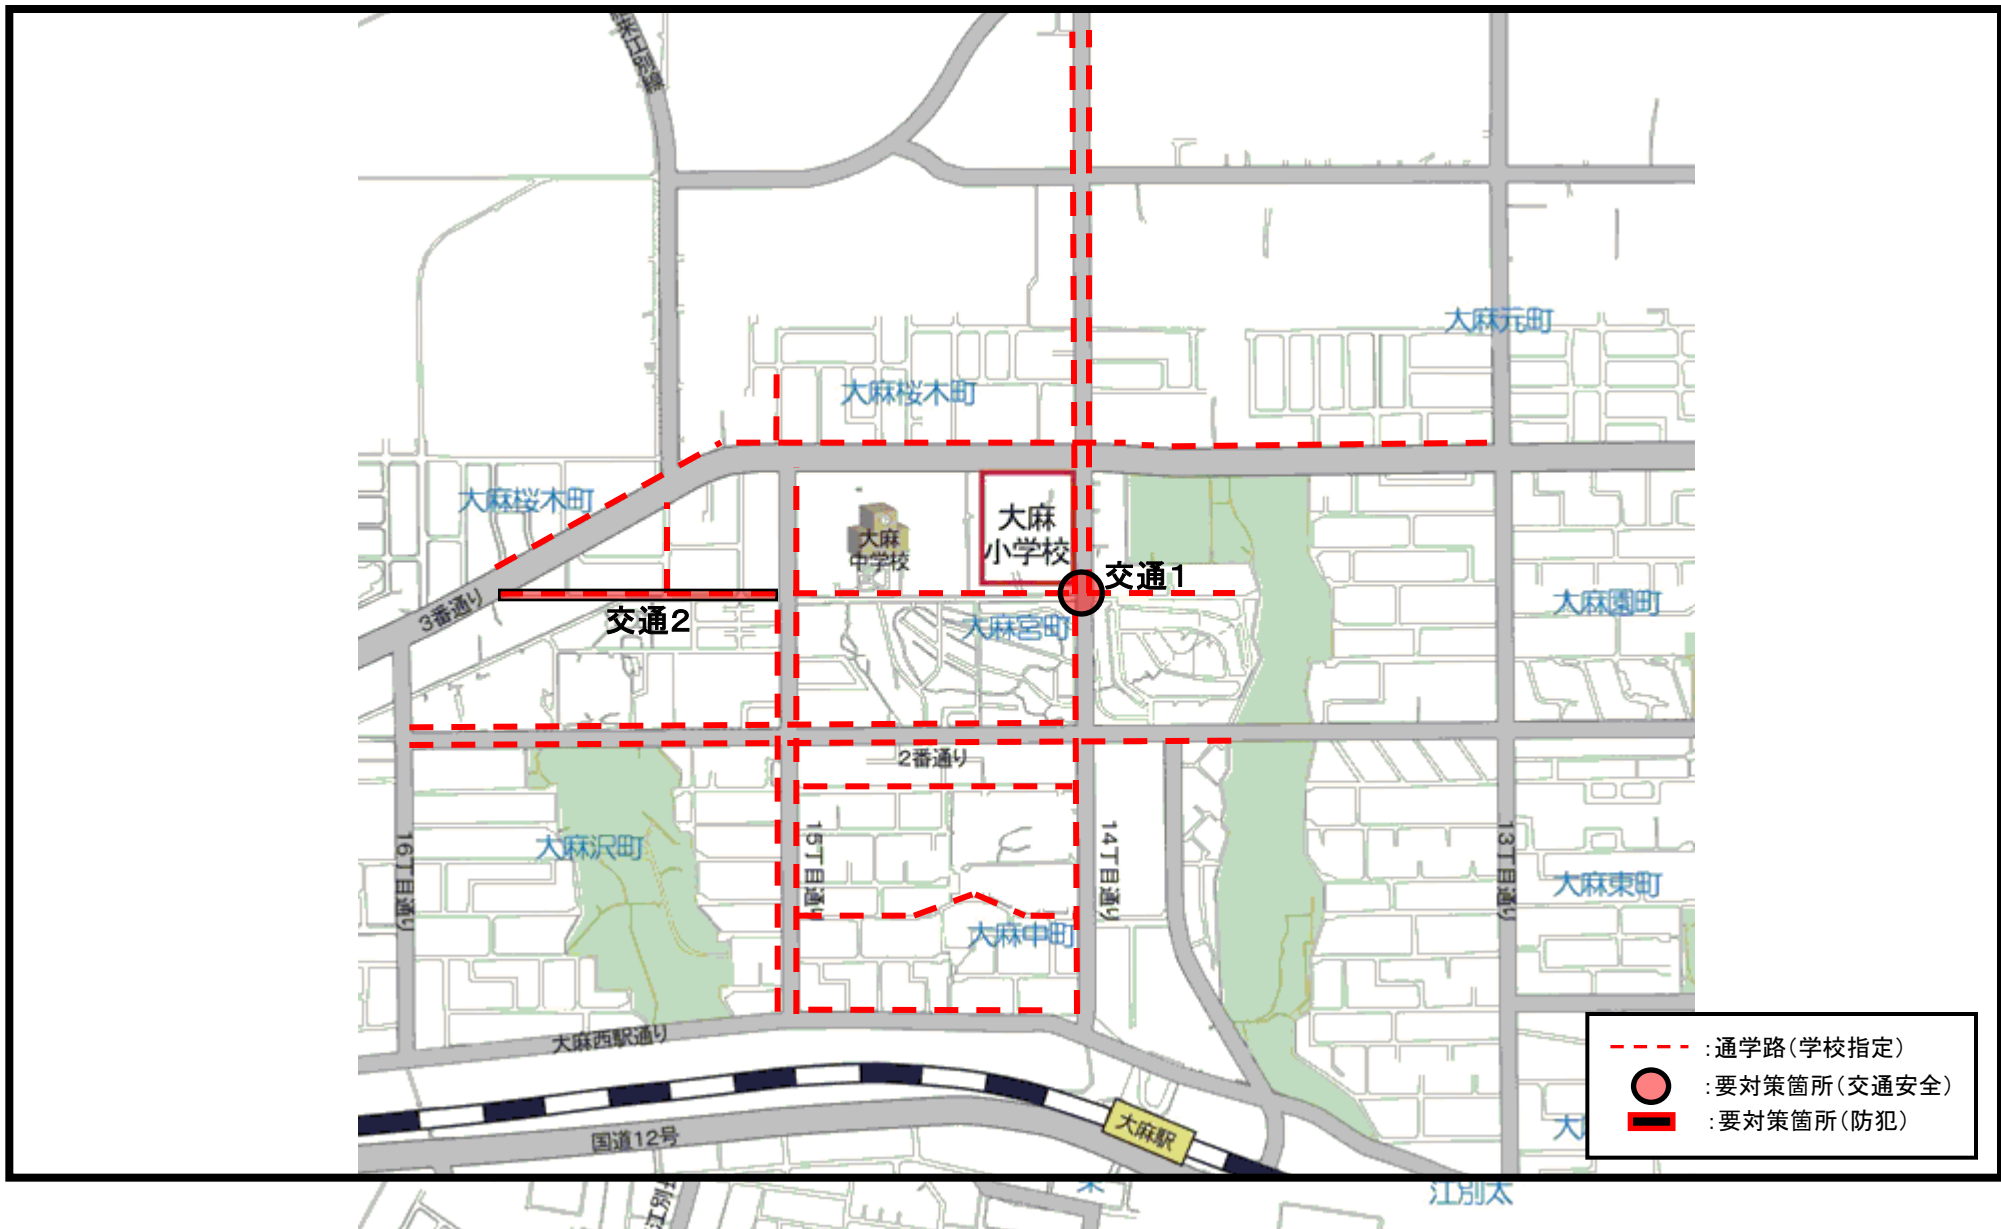 来江別線
大麻元町
大麻桜木町
大麻桜木町
大麻
小学校
大麻
中学校
交通1
3番通り
交通2
大麻宮町
大麻園町
2番通り
大麻沢町
16丁目通り
15丁目通り
14丁目通り
13丁目通り
大麻東町
大麻中町
大麻西駅通り
国道12号
大麻駅
:通学路(学校指定)
:要対策箇所(交通安全)
:要対策箇所(防犯)
江別太